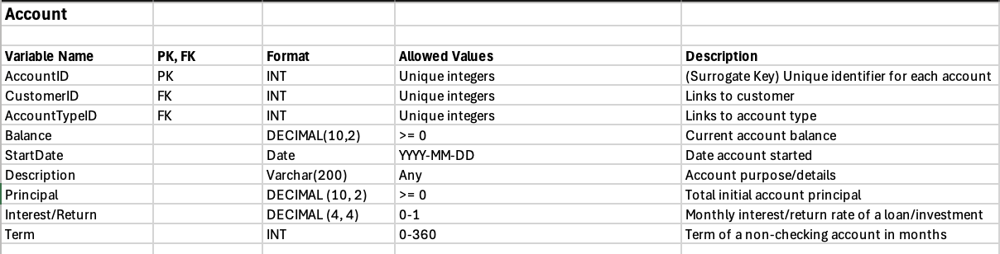 Account
Variable Name PK, FK Format Allowed Values Description
AccountID PK INT Unique integers (Surrogate Key) Unique identifier for each account
CustomerID FK INT Unique integers Links to customer
AccountTypeID FK INT Unique integers Links to account type
Balance DECIMAL(10,2) >= 0 Current account balance
StartDate Date YYYY-MM-DD Date account started
Description Varchar(200) Any Account purpose/details
Principal DECIMAL (10, 2) >= 0 Total initial account principal
Interest/Return DECIMAL (4, 4) 0-1 Monthly interest/return rate of a loan/investment
Term INT 0-360 Term of a non-checking account in months